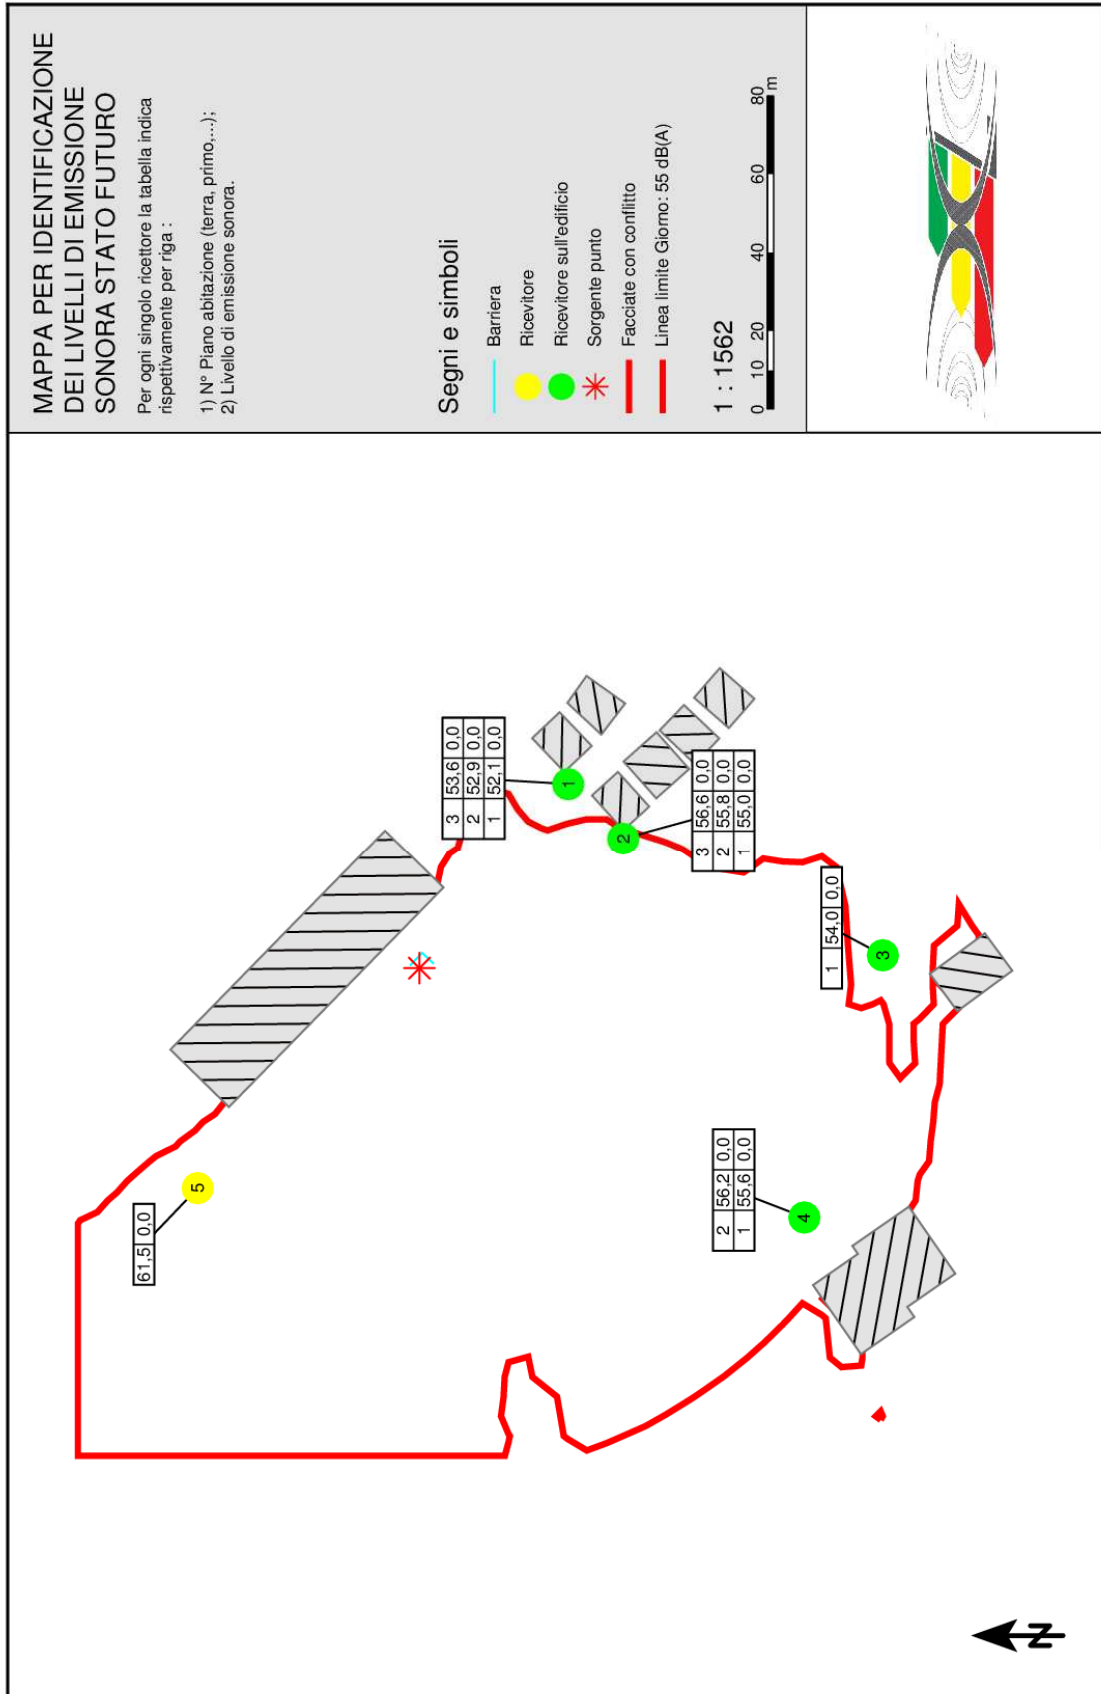 MAPPA PER IDENTIFICAZIONE
DEI LIVELLI DI EMISSIONE
SONORA STATO FUTURO
Per ogni singolo ricettore la tabella indica
rispettivamente per riga :
1) N° Piano abitazione (terra, primo,...);
2) Livello di emissione sonora.
Segni e simboli
Barriera
Ricevitore
Ricevitore sull'edificio
Sorgente punto
Facciate con conflitto
Linea limite Giorno: 55 dB(A)
1 : 1562
0 10 20 40 60 80 m
61,5 0,0
5
3 53,6 0,0
2 52,9 0,0
1 52,1 0,0
1
2
3 56,6 0,0
2 55,8 0,0
1 55,0 0,0
1 54,0 0,0
3
2 56,2 0,0
1 55,6 0,0
4
N